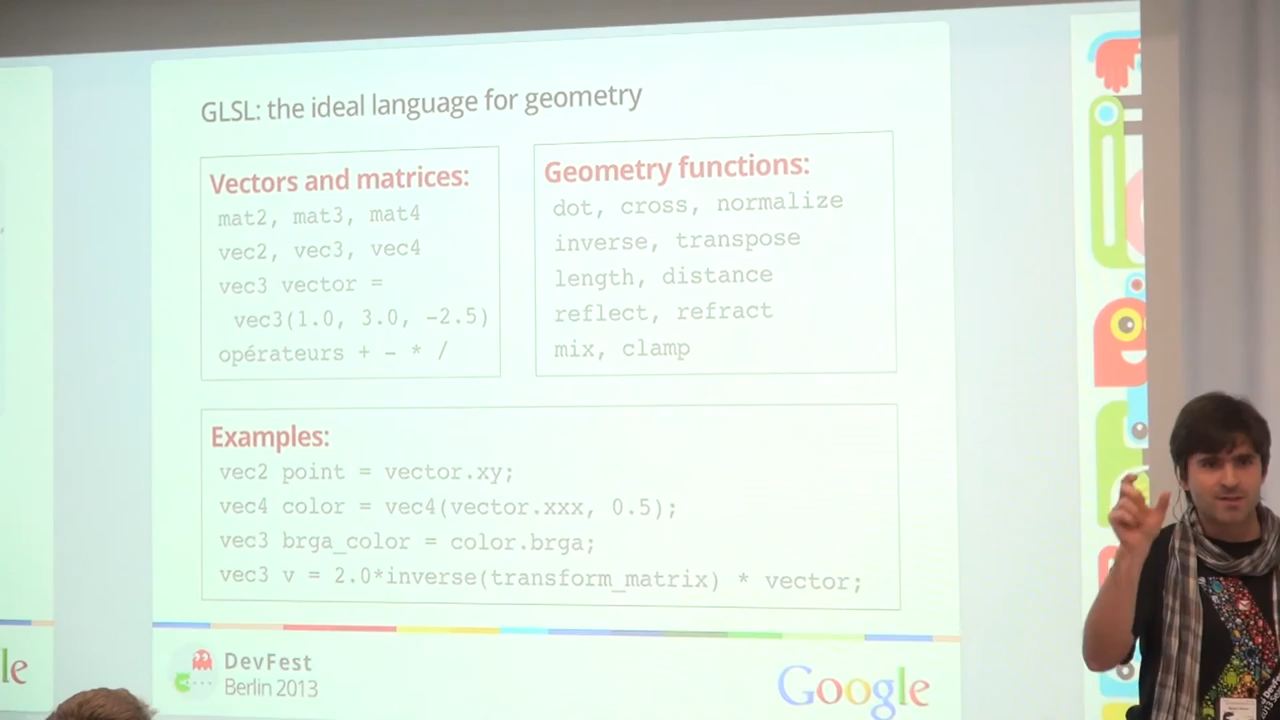 GLSL: the ideal language for geometry
Vectors and matrices:
mat2, mat3, mat4
vec2, vec3, vec4
vec3 vector =
vec3(1.0, 3.0, -2.5)
opérateurs + - * /
Geometry functions:
dot, cross, normalize
inverse, transpose
length, distance
reflect, refract
mix, clamp
Examples:
vec2 point = vector.xy;
vec4 color = vec4(vector.xxx, 0.5);
vec3 brga_color = color.brga;
vec3 v = 2.0*inverse(transform_matrix) * vector;
le
DevFest
Berlin 2013
Google